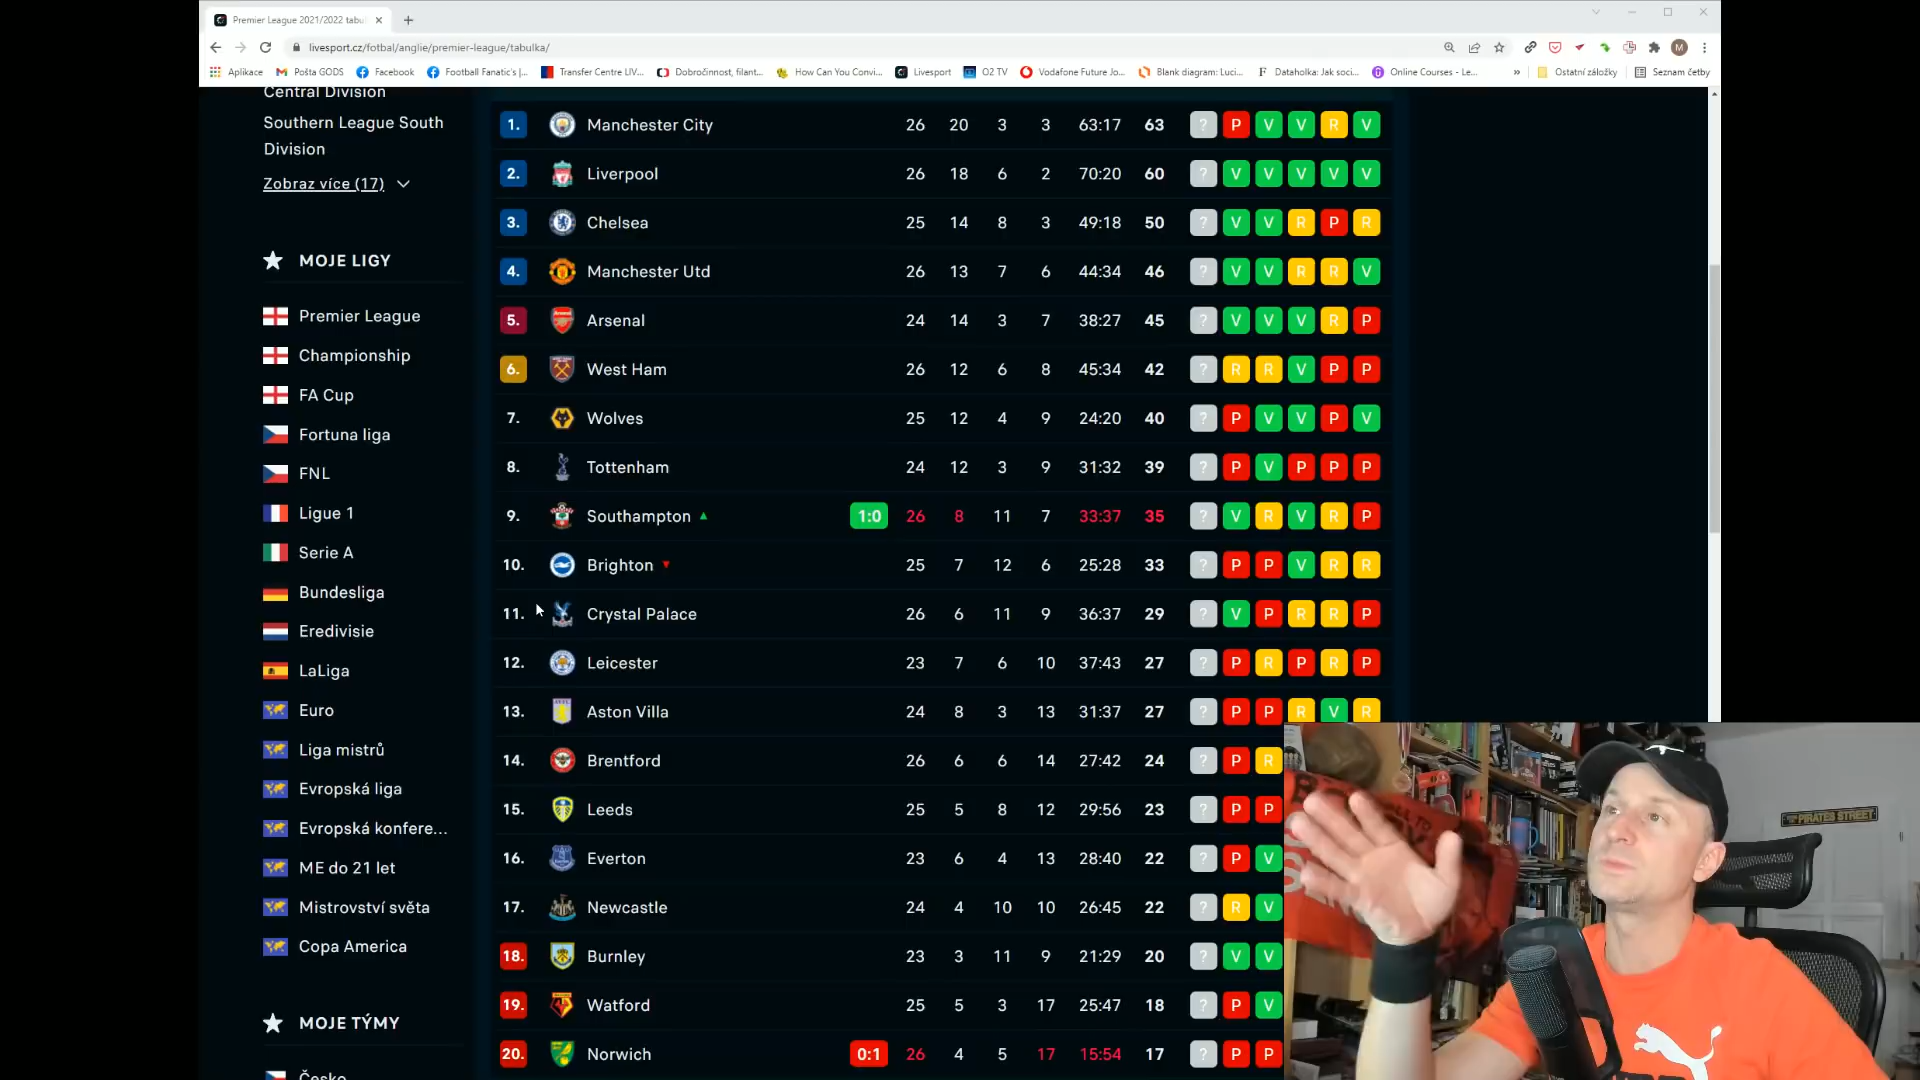 Premier League 2021/2022 tabu
livesport.cz/fotbal/anglie/premier-league/tabulka/
M
Aplikace
Pošta GODS
Facebook
Football Fanatic's |...
Transfer Centre LIV...
Dobročinnost, filant...
How Can You Convi...
Livesport
O2 TV
Vodafone Future Jo...
Blank diagram: Luci...
Dataholka: Jak soci...
Online Courses - Le...
»
Ostatní záložky
Seznam četby
Central Division
Southern League South
Division
Zobraz více (17)
MOJE LIGY
Premier League
Championship
FA Cup
Fortuna liga
FNL
Ligue 1
Serie A
Bundesliga
Eredivisie
LaLiga
Euro
Liga mistrů
Evropská liga
Evropská konfere...
ME do 21 let
Mistrovství světa
Copa America
MOJE TÝMY
Česko
1. Manchester City 26 20 3 3 63:17 63 ? P V V R V
2. Liverpool 26 18 6 2 70:20 60 ? V V V V V
3. Chelsea 25 14 8 3 49:18 50 ? V V R P R
4. Manchester Utd 26 13 7 6 44:34 46 ? V V R R V
5. Arsenal 24 14 3 7 38:27 45 ? V V V R P
6. West Ham 26 12 6 8 45:34 42 ? R R V P P
7. Wolves 25 12 4 9 24:20 40 ? P V V P V
8. Tottenham 24 12 3 9 31:32 39 ? P V P P P
9. Southampton 1:0 26 8 11 7 33:37 35 ? V R V R P
10. Brighton 25 7 12 6 25:28 33 ? P P V R R
11. Crystal Palace 26 6 11 9 36:37 29 ? V P R R P
12. Leicester 23 7 6 10 37:43 27 ? P R P R P
13. Aston Villa 24 8 3 13 31:37 27 ? P P R V R
14. Brentford 26 6 6 14 27:42 24 ? P R
15. Leeds 25 5 8 12 29:56 23 ? P P
16. Everton 23 6 4 13 28:40 22 ? P V
17. Newcastle 24 4 10 10 26:45 22 ? R V
18. Burnley 23 3 11 9 21:29 20 ? V V
19. Watford 25 5 3 17 25:47 18 ? P V
20. Norwich 0:1 26 4 5 17 15:54 17 ? P P
PIRATES STREET